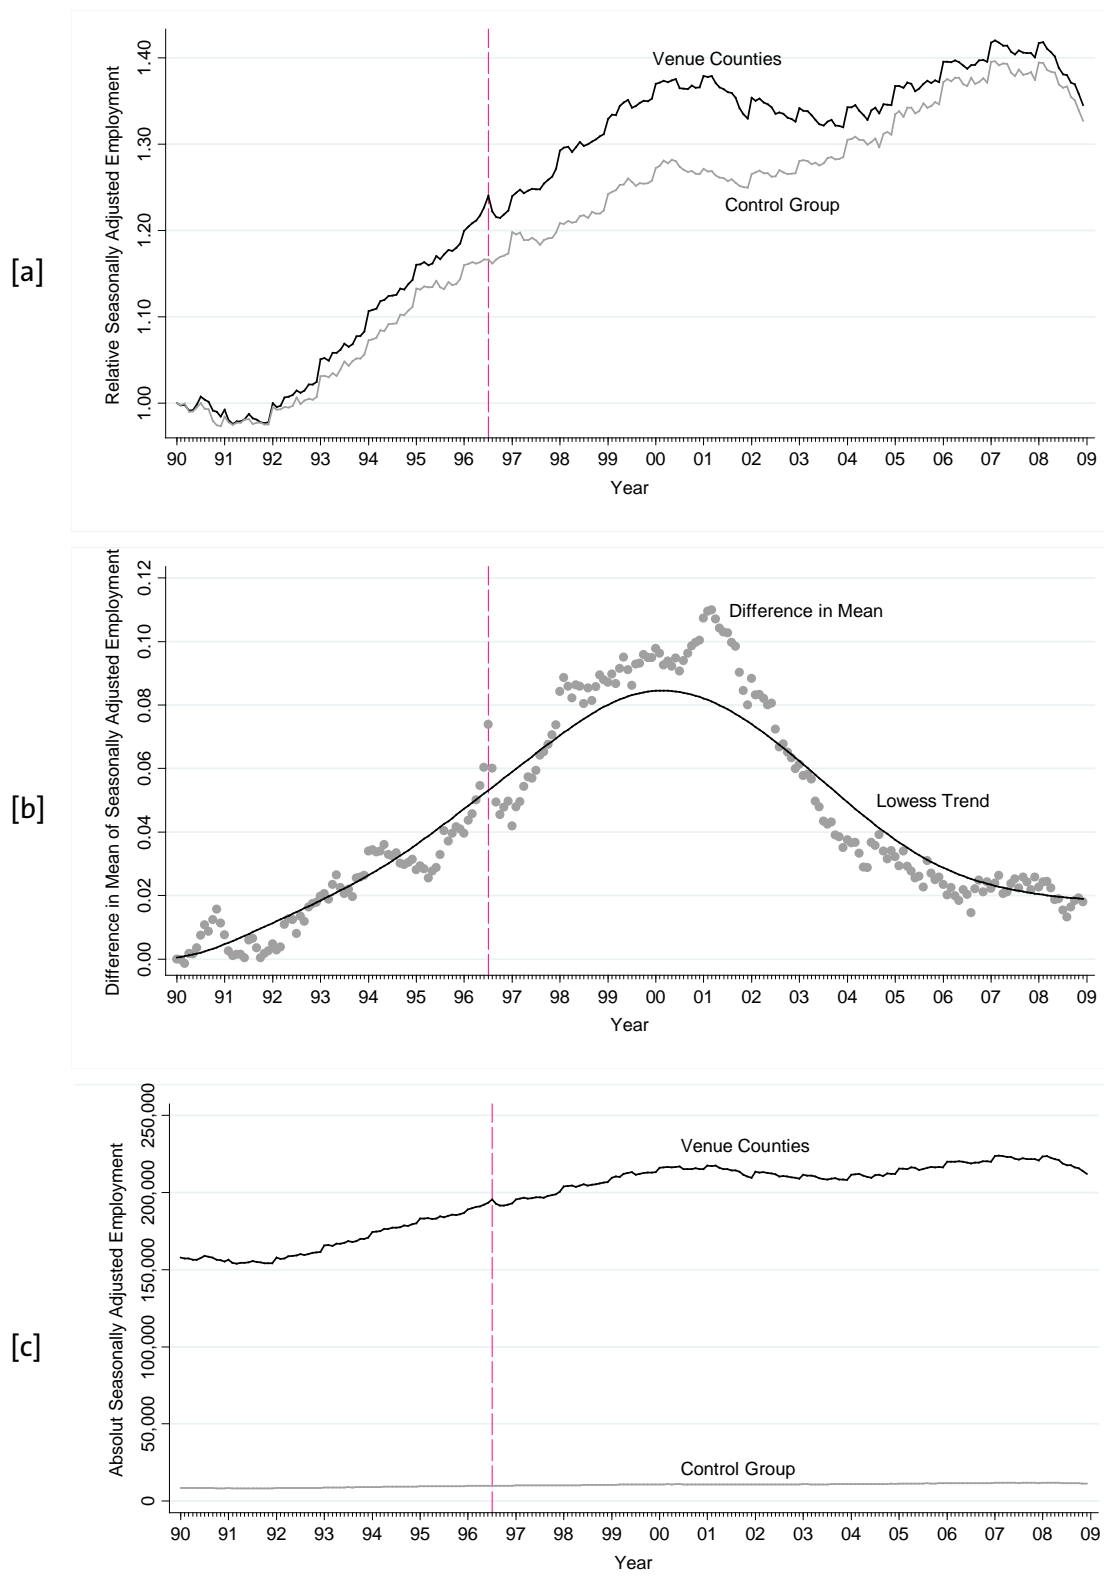 [a]
Relative Seasonally Adjusted Employment
1.40
1.30
1.20
1.10
1.00
Venue Counties
Control Group
90 91 92 93 94 95 96 97 98 99 00 01 02 03 04 05 06 07 08 09
Year
[b]
Difference in Mean of Seasonally Adjusted Employment
0.12
0.10
0.08
0.06
0.04
0.02
0.00
Difference in Mean
Lowess Trend
90 91 92 93 94 95 96 97 98 99 00 01 02 03 04 05 06 07 08 09
Year
[c]
Absolut Seasonally Adjusted Employment
250,000
200,000
150,000
100,000
50,000
0
Venue Counties
Control Group
90 91 92 93 94 95 96 97 98 99 00 01 02 03 04 05 06 07 08 09
Year